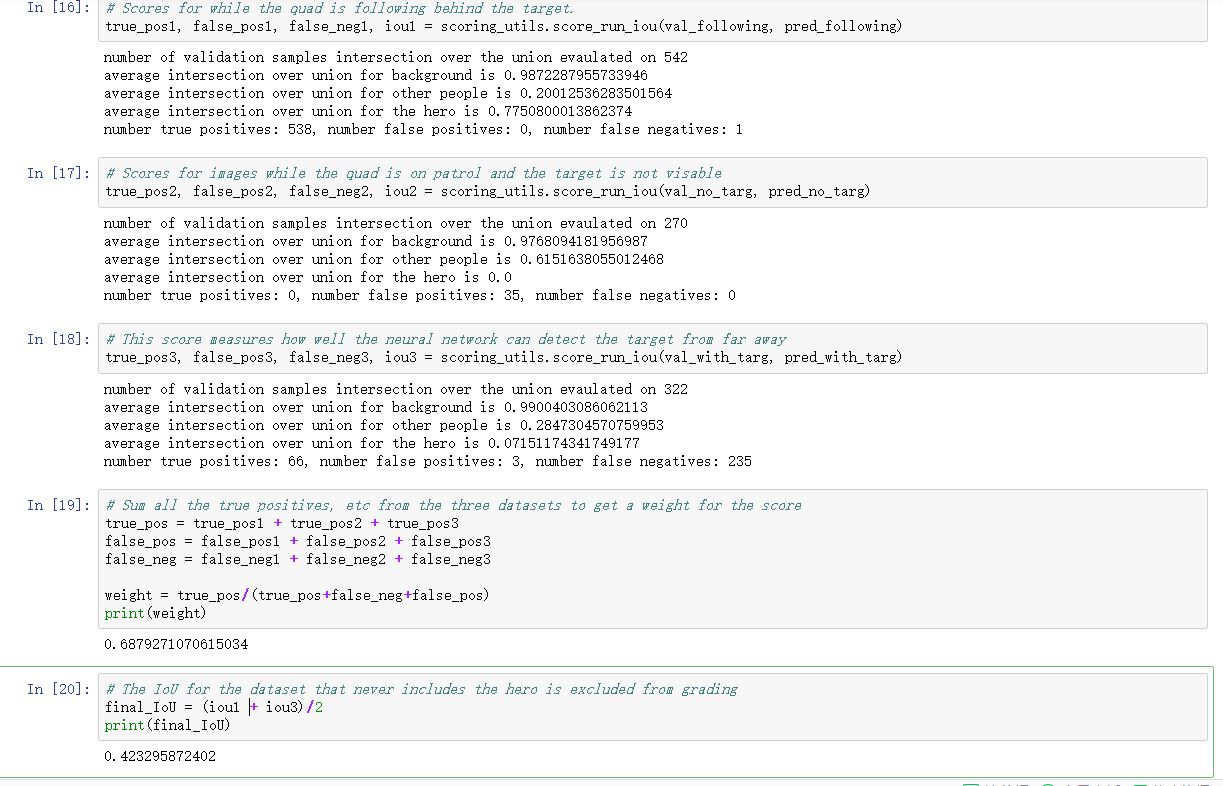 In [16]: # Scores for while the quad is following behind the target.
true_pos1, false_pos1, false_neg1, iou1 = scoring_utils.score_run_iou(val_following, pred_following)
number of validation samples intersection over the union evaulated on 542
average intersection over union for background is 0.9872287955733946
average intersection over union for other people is 0.20012536283501564
average intersection over union for the hero is 0.7750800013862374
number true positives: 538, number false positives: 0, number false negatives: 1
In [17]: # Scores for images while the quad is on patrol and the target is not visable
true_pos2, false_pos2, false_neg2, iou2 = scoring_utils.score_run_iou(val_no_targ, pred_no_targ)
number of validation samples intersection over the union evaulated on 270
average intersection over union for background is 0.9768094181956987
average intersection over union for other people is 0.6151638055012468
average intersection over union for the hero is 0.0
number true positives: 0, number false positives: 35, number false negatives: 0
In [18]: # This score measures how well the neural network can detect the target from far away
true_pos3, false_pos3, false_neg3, iou3 = scoring_utils.score_run_iou(val_with_targ, pred_with_targ)
number of validation samples intersection over the union evaulated on 322
average intersection over union for background is 0.9900403086062113
average intersection over union for other people is 0.2847304570759953
average intersection over union for the hero is 0.07151174341749177
number true positives: 66, number false positives: 3, number false negatives: 235
In [19]: # Sum all the true positives, etc from the three datasets to get a weight for the score
true_pos = true_pos1 + true_pos2 + true_pos3
false_pos = false_pos1 + false_pos2 + false_pos3
false_neg = false_neg1 + false_neg2 + false_neg3
weight = true_pos/(true_pos+false_neg+false_pos)
print(weight)
0.6879271070615034
In [20]: # The IoU for the dataset that never includes the hero is excluded from grading
final_IoU = (iou1 + iou3)/2
print(final_IoU)
0.423295872402